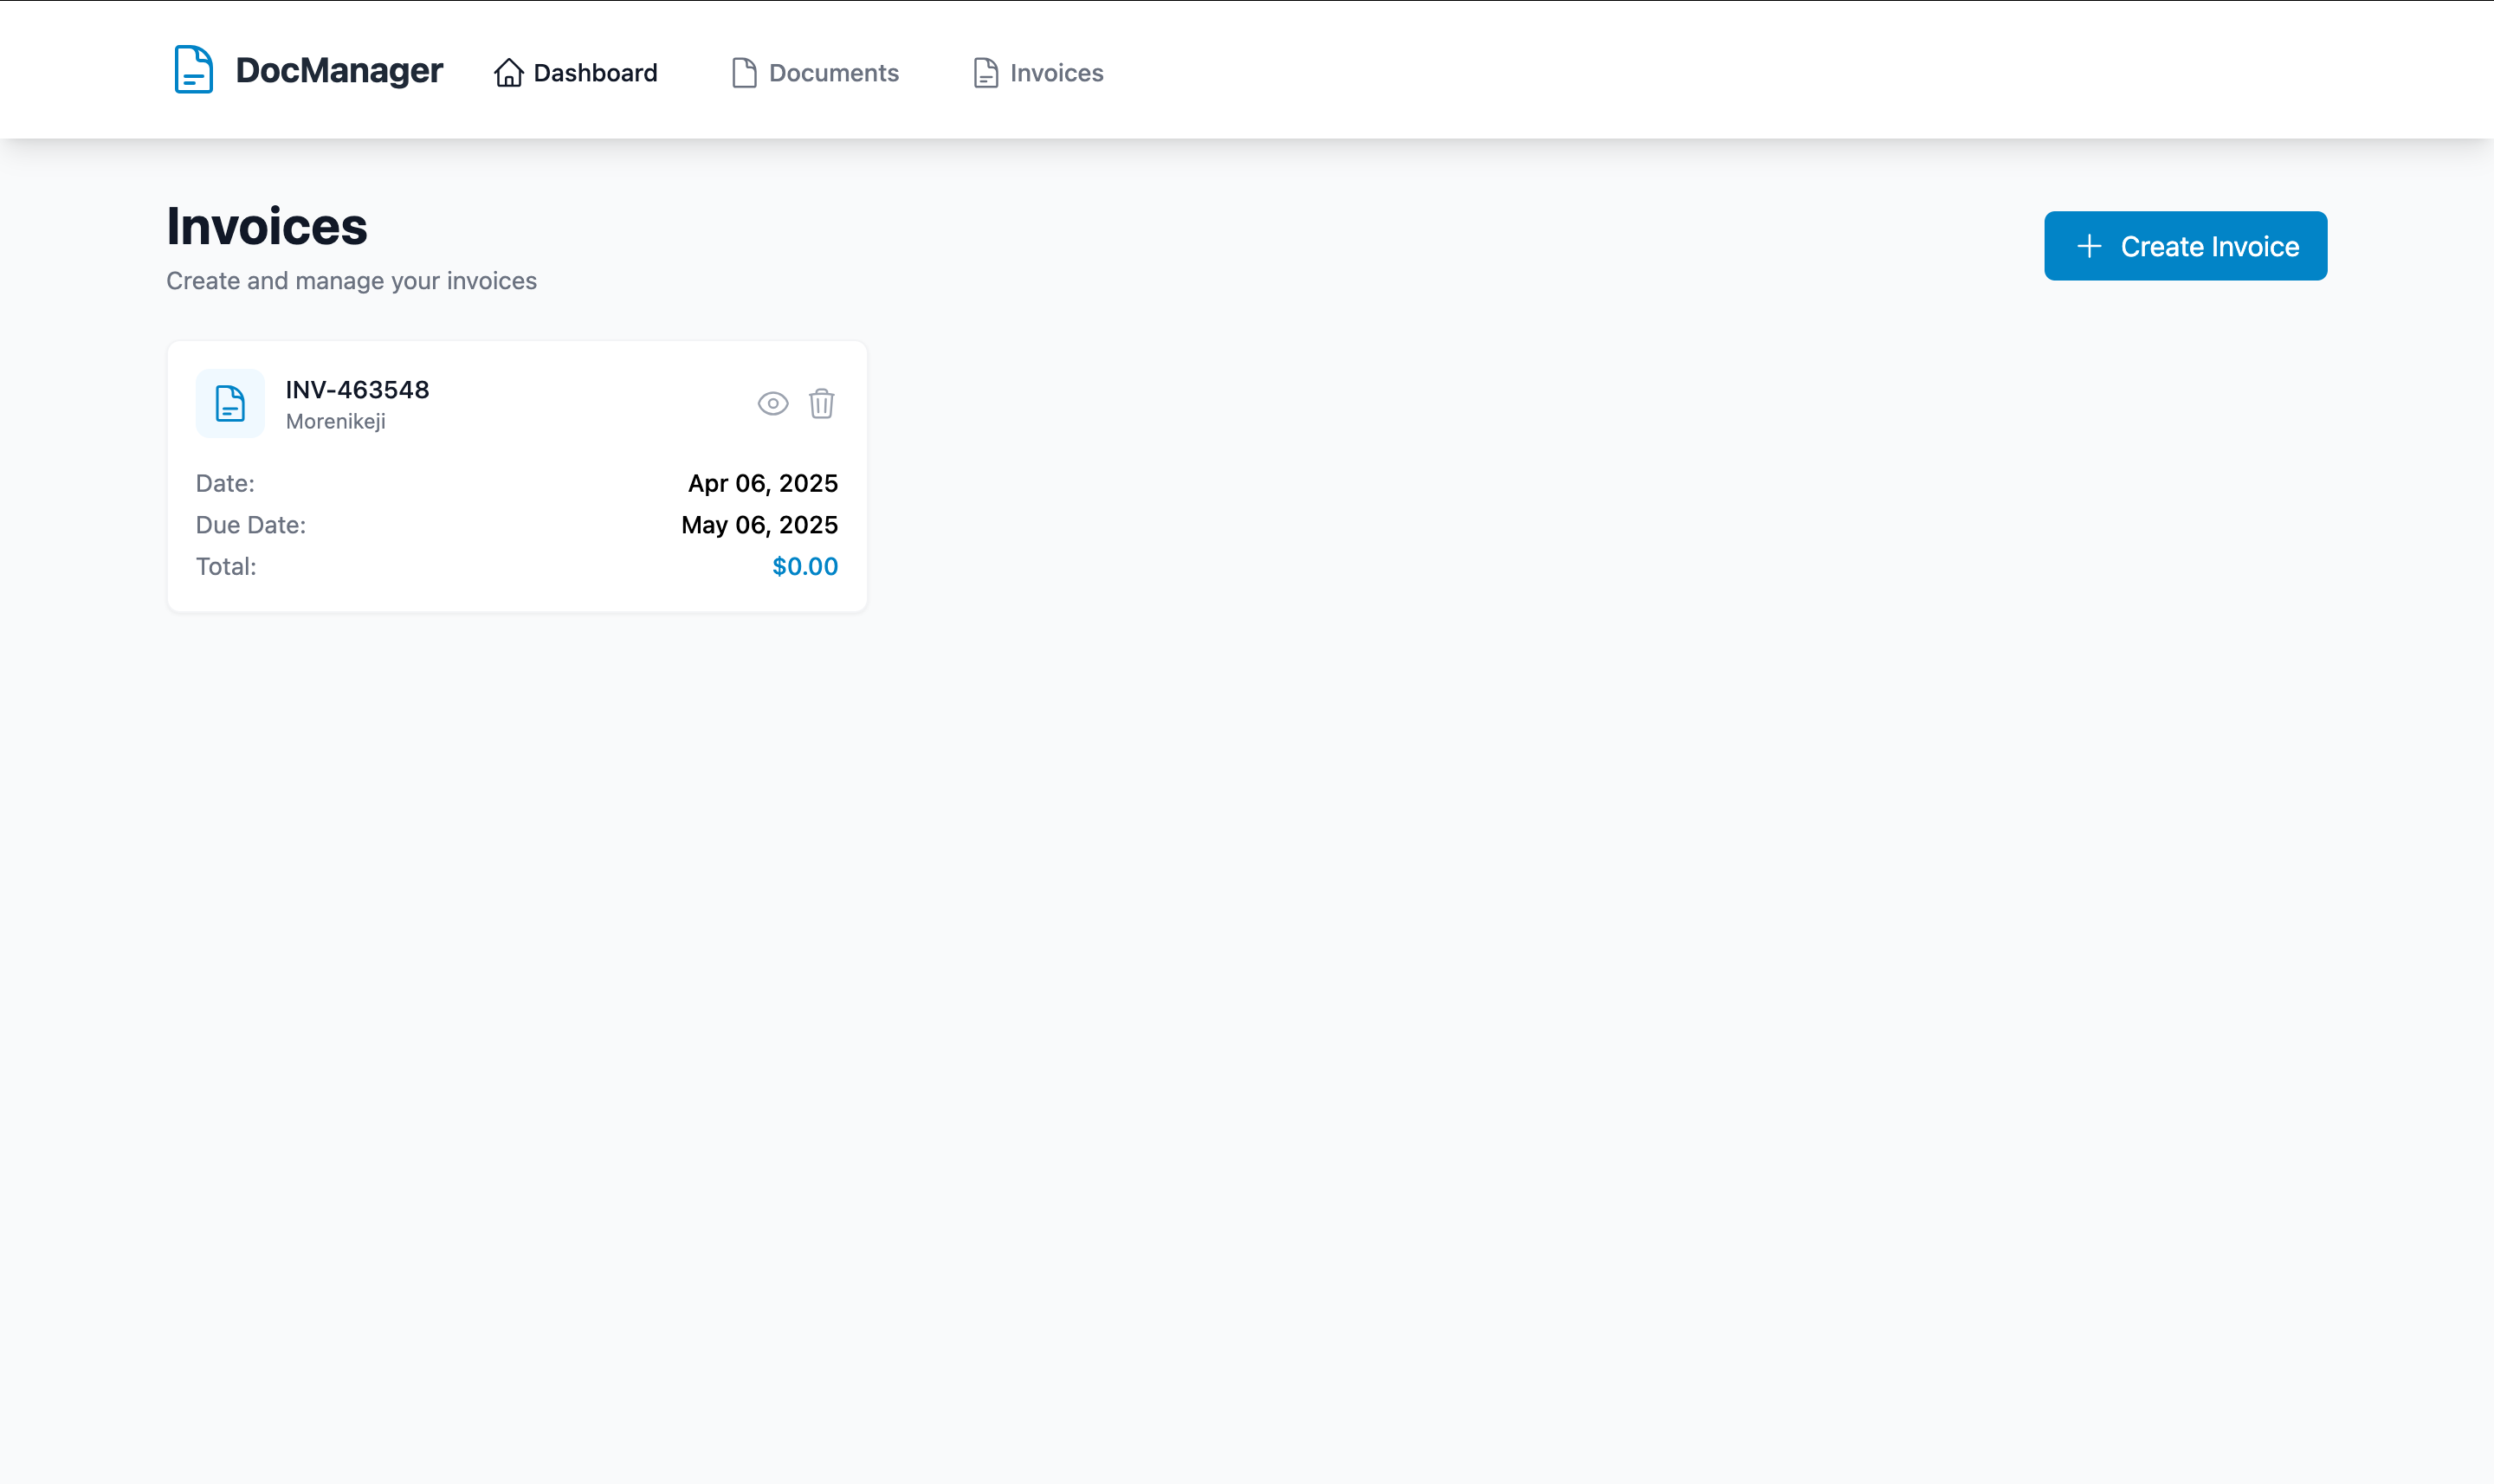 DocManager Dashboard Documents Invoices
Invoices
Create and manage your invoices
Create Invoice
INV-463548
Morenikeji
Date: Apr 06, 2025
Due Date: May 06, 2025
Total: $0.00